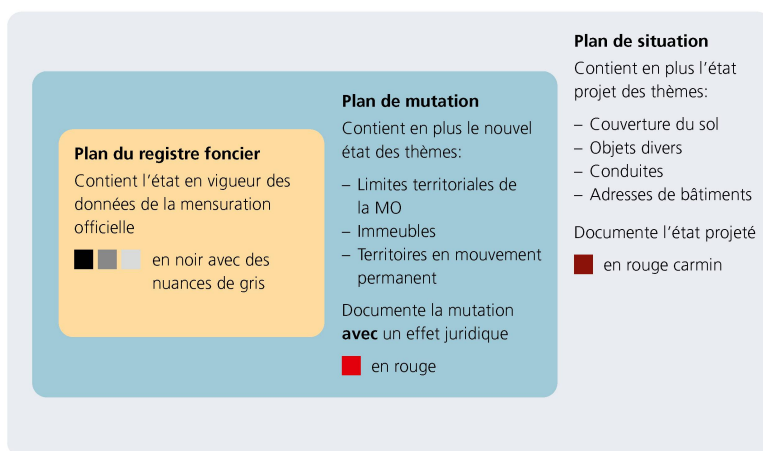 Plan du registre foncier
Contient l’état en vigueur des
données de la mensuration
officielle
en noir avec des
nuances de gris
Plan de mutation
Contient en plus le nouvel
état des thèmes:
– Limites territoriales de
la MO
– Immeubles
– Territoires en mouvement
permanent
Documente la mutation
avec un effet juridique
en rouge
Plan de situation
Contient en plus l’état
projet des thèmes:
– Couverture du sol
– Objets divers
– Conduites
– Adresses de bâtiments
Documente l’état projeté
en rouge carmin